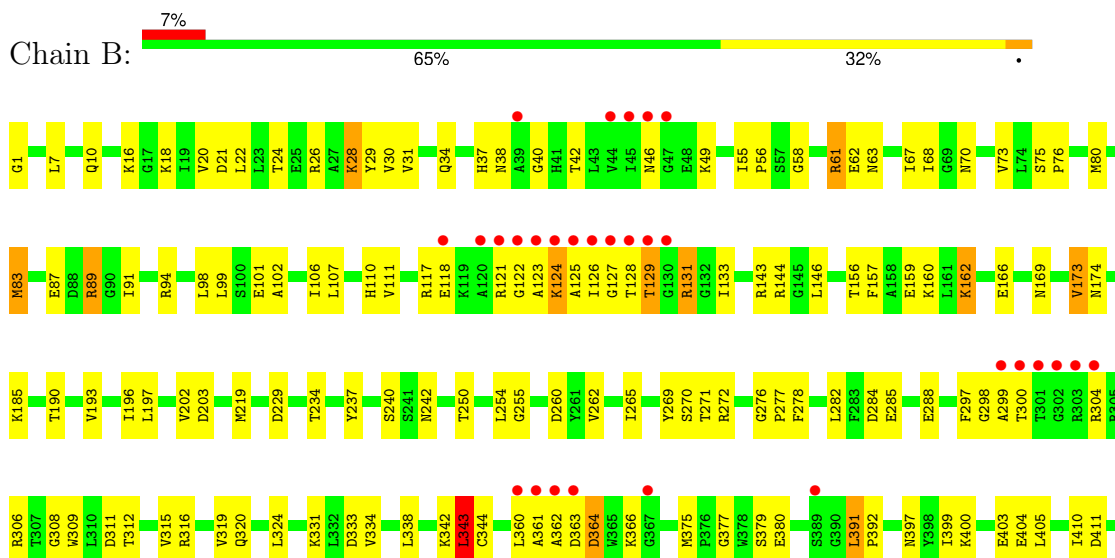 7%
Chain B:
65% 32% •
G1 L7 Q10 K16 G17 K18 I19 V20 D21 L22 L23 T24 E25 R26 A27 K28 Y29 V30 V31 Q34 H37 N38 A39 G40 H41 T42 L43 V44 I45 N46 G47 E48 K49 I55 P56 S57 G58 R61 E62 N63 I67 I68 G69 N70 V73 L74 S75 P76 M80
M83 E87 D88 R89 G90 I91 R94 L98 L99 S100 E101 A102 I106 L107 H110 V111 R117 E118 K119 A120 R121 G122 A123 K124 A125 I126 G127 T128 T129 G130 R131 G132 I133 R143 R144 G145 L146 T156 F157 A158 E159 K160 L161 K162 E166 N169 V173 N174
K185 T190 V193 I196 L197 V202 D203 M219 D229 T234 Y237 S240 S241 N242 T250 L254 G255 D260 Y261 V262 I265 Y269 S270 T271 R272 G276 P277 F278 L282 F283 D284 E285 E288 F297 G298 A299 T300 T301 G302 R303 R304 R305
R306 T307 G308 W309 L310 D311 T312 V315 R316 V319 Q320 L324 K331 L332 D333 V334 L338 K342 L343 C344 L360 A361 A362 D363 D364 W365 K366 G367 M375 P376 G377 W378 S379 E380 S389 G390 L391 P392 N397 Y398 I399 K400 E403 E404 L405 I410 D411